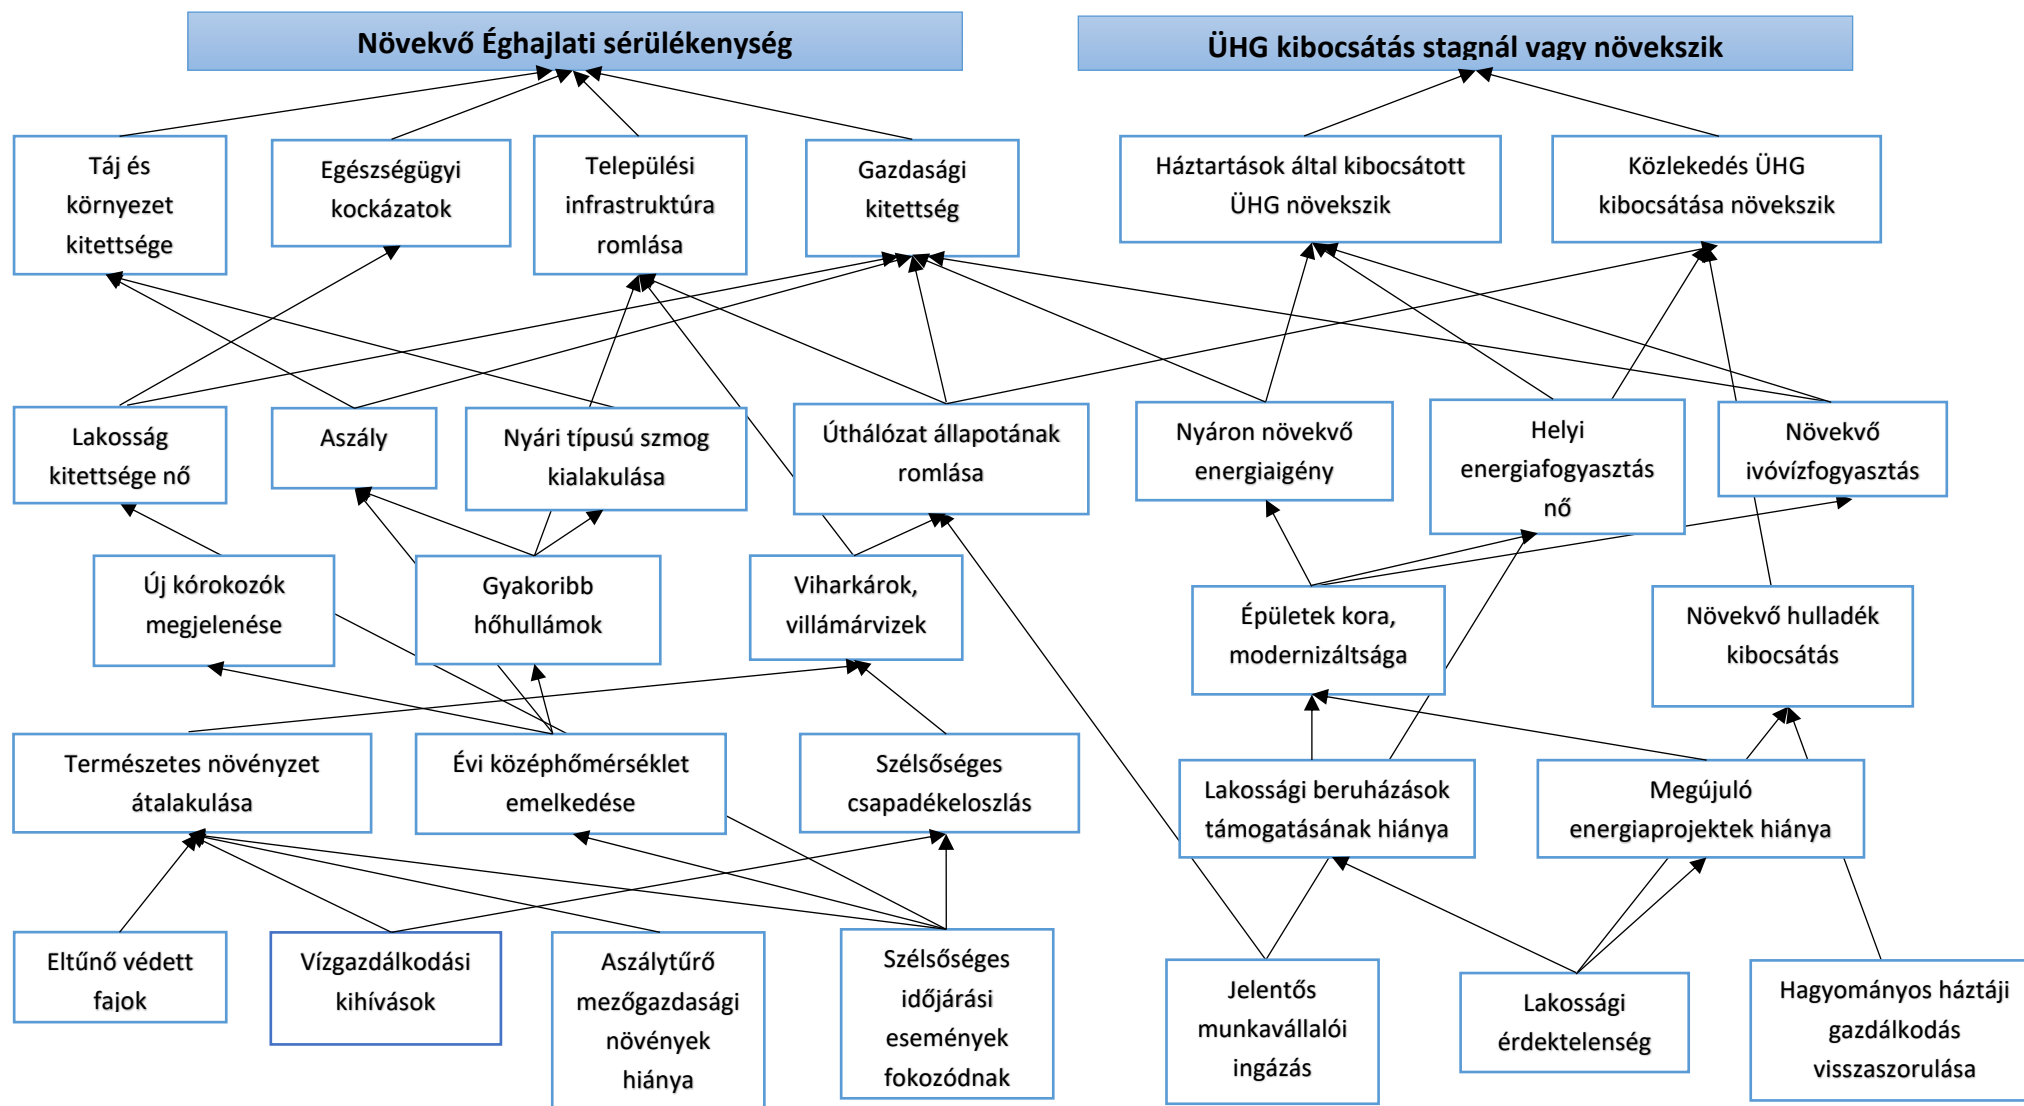 Növekvő Éghajlati sérülékenység
ÜHG kibocsátás stagnál vagy növekszik
Táj és
környezet
kitettsége
Egészségügyi
kockázatok
Települési
infrastruktúra
romlása
Gazdasági
kitettség
Háztartások által kibocsátott
ÜHG növekszik
Közlekedés ÜHG
kibocsátása növekszik
Lakosság
kitettsége nő
Aszály
Nyári típusú szmog
kialakulása
Úthálózat állapotának
romlása
Nyáron növekvő
energiaigény
Helyi
energiafogyasztás
nő
Növekvő
ivóvízfogyasztás
Új kórokozók
megjelenése
Gyakoribb
hőhullámok
Viharkárok,
villámárvizek
Épületek kora,
modernizáltsága
Növekvő hulladék
kibocsátás
Természetes növényzet
átalakulása
Évi középhőmérséklet
emelkedése
Szélsőséges
csapadékeloszlás
Lakossági beruházások
támogatásának hiánya
Megújuló
energiaprojektek hiánya
Eltűnő védett
fajok
Vízgazdálkodási
kihívások
Aszálytűrő
mezőgazdasági
növények
hiánya
Szélsőséges
időjárási
események
fokozódnak
Jelentős
munkavállalói
ingázás
Lakossági
érdektelenség
Hagyományos háztáji
gazdálkodás
visszaszorulása